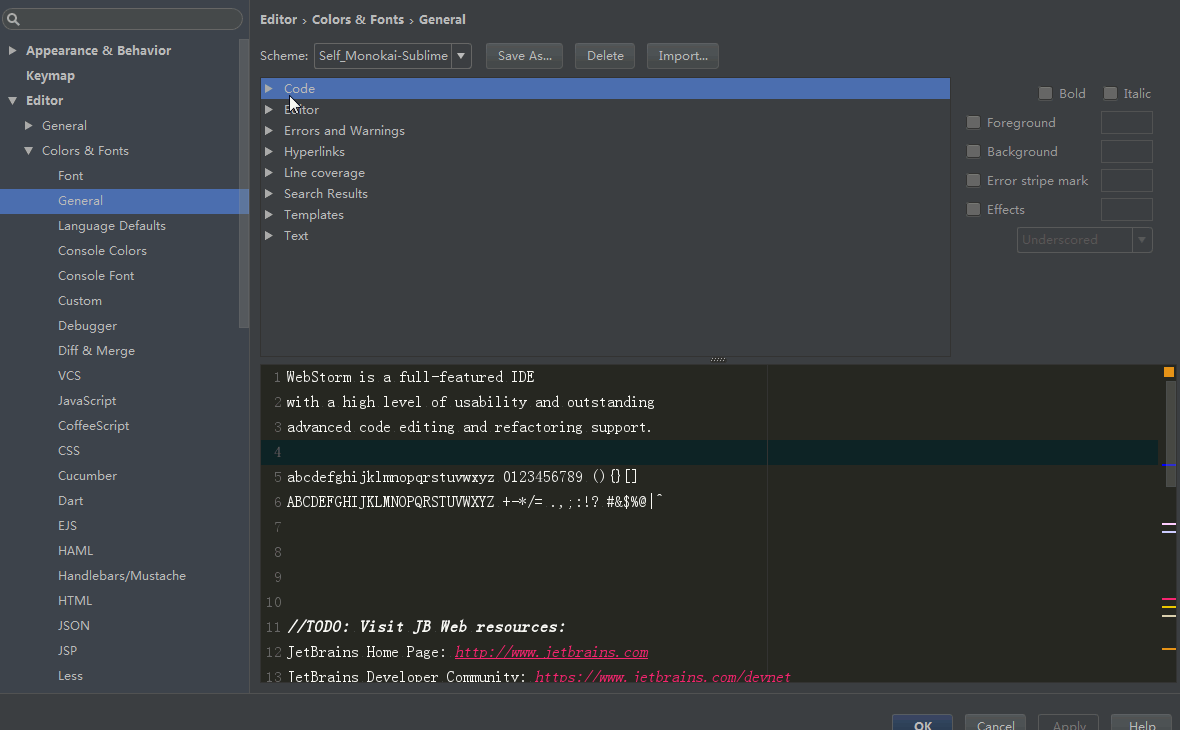 Editor › Colors & Fonts › General
Appearance & Behavior
Keymap
Editor
General
Colors & Fonts
Font
General
Language Defaults
Console Colors
Console Font
Custom
Debugger
Diff & Merge
VCS
JavaScript
CoffeeScript
CSS
Cucumber
Dart
EJS
HAML
Handlebars/Mustache
HTML
JSON
JSP
Less
Scheme: Self_Monokai-Sublime Save As... Delete Import...
Code
Editor
Errors and Warnings
Hyperlinks
Line coverage
Search Results
Templates
Text
Bold Italic
Foreground
Background
Error stripe mark
Effects
Underscored
1 WebStorm is a full-featured IDE
2 with a high level of usability and outstanding
3 advanced code editing and refactoring support.
4
5 abcdefghijklmnopqrstuvwxyz 0123456789 (){}[]
6 ABCDEFGHIJKLMNOPQRSTUVWXYZ +-*/= .,;:!? #&$%@|^
7
8
9
10
11 //TODO: Visit JB Web resources:
12 JetBrains Home Page: http://www.jetbrains.com
13 JetBrains Developer Community: https://www.jetbrains.com/devnet
OK Cancel Apply Help